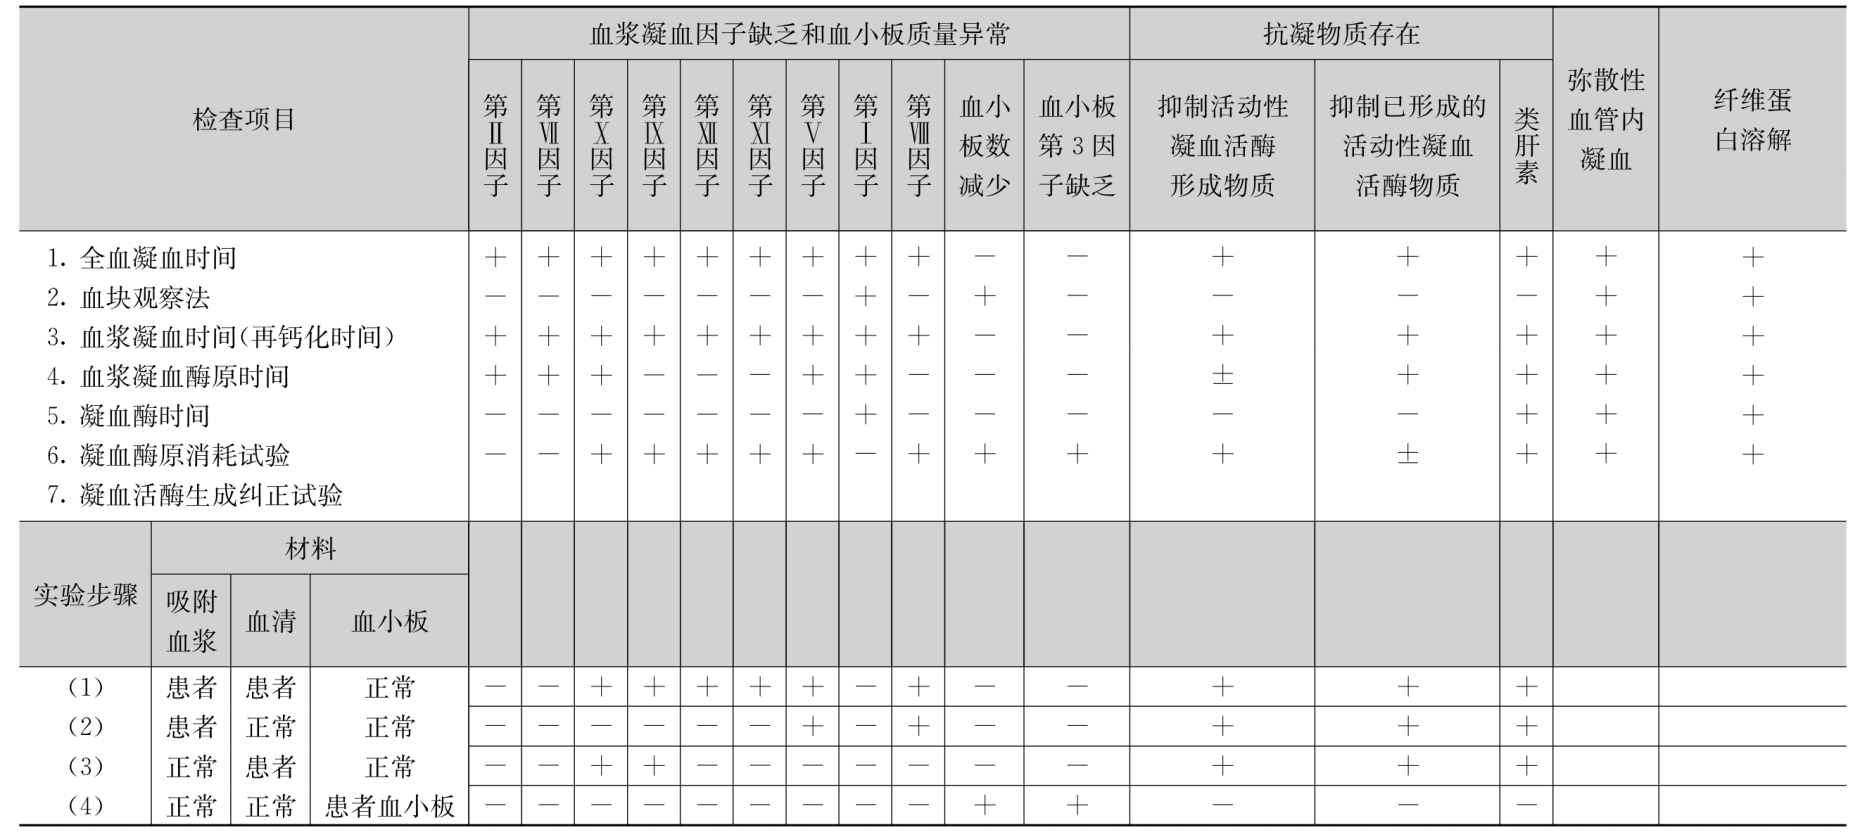 检查项目 血浆凝血因子缺乏和血小板质量异常 抗凝物质存在 弥散性血管内凝血 纤维蛋白溶解
第Ⅱ因子 第Ⅶ因子 第Ⅹ因子 第Ⅸ因子 第Ⅻ因子 第Ⅺ因子 第Ⅴ因子 第Ⅰ因子 第Ⅷ因子 血小板数减少 血小板第3因子缺乏 抑制活动性凝血活酶形成物质 抑制已形成的活动性凝血活酶物质 类肝素
1. 全血凝血时间 + + + + + + + + + − − + + + + +
2. 血块观察法 − − − − − − − + − + − − − − + +
3. 血浆凝血时间(再钙化时间) + + + + + + + + + − − + + + + +
4. 血浆凝血酶原时间 + + + − − − + + − − − ± + + + +
5. 凝血酶时间 − − − − − − − + − − − − − + + +
6. 凝血酶原消耗试验 − − + + + + + − + + + + ± + + +
7. 凝血活酶生成纠正试验
实验步骤 材料
吸附血浆 血清 血小板
(1) 患者 患者 正常 − − + + + + + − + − − + + +
(2) 患者 正常 正常 − − − − − − + − + − − + + +
(3) 正常 患者 正常 − − + + − − − − − − − + + +
(4) 正常 正常 患者血小板 − − − − − − − − − + + − − −